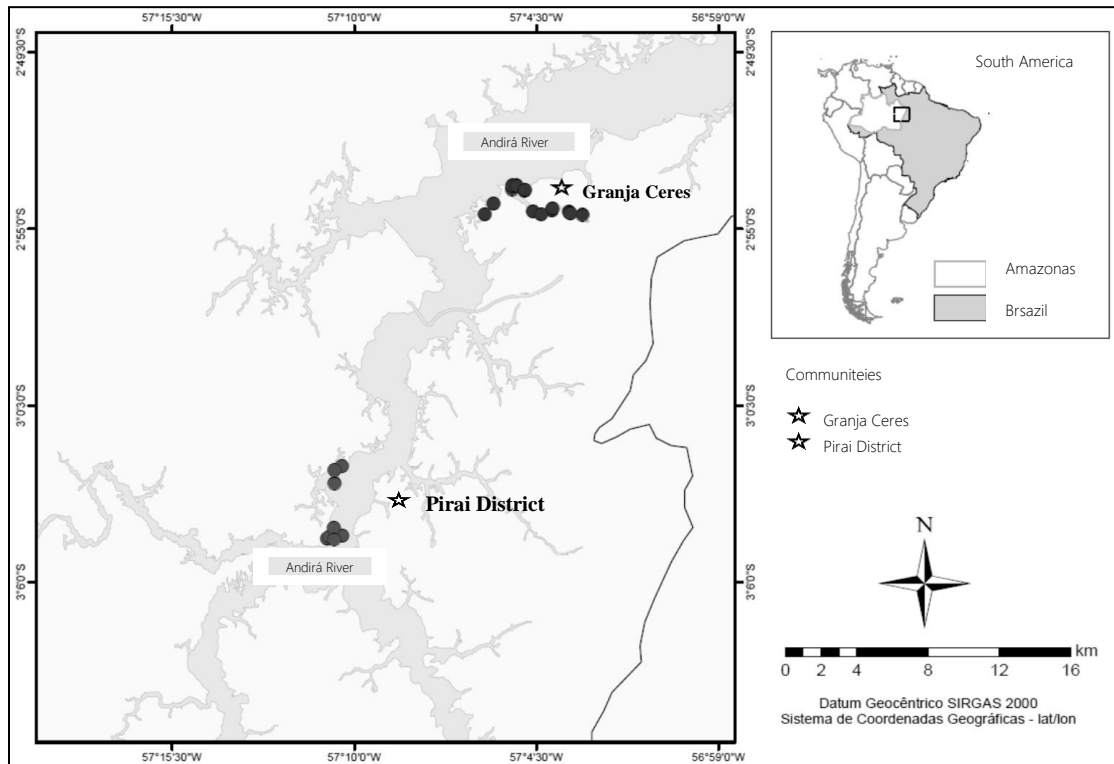 57°15'30"W 57°10'0"W 57°4'30"W 56°59'0"W
2°49'30"S 2°49'30"S
Andirá River
Granja Ceres
2°55'0"S 2°55'0"S
3°0'30"S 3°0'30"S
Pirai District
Andirá River
3°60'S 3°60'S
57°15'30"W 57°10'0"W 57°4'30"W 56°59'0"W
South America
Amazonas
Brsazil
Communiteies
Granja Ceres
Pirai District
N
km
0 2 4 8 12 16
Datum Geocêntrico SIRGAS 2000
Sistema de Coordenadas Geográficas - lat/lon